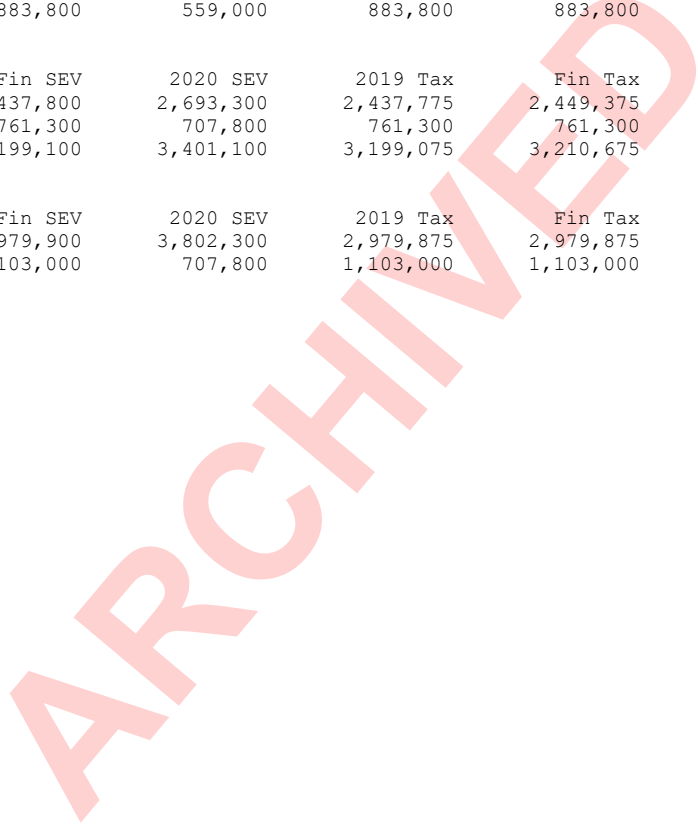 883,800 559,000 883,800 883,800
Fin SEV 2020 SEV 2019 Tax Fin Tax
437,800 2,693,300 2,437,775 2,449,375
761,300 707,800 761,300 761,300
199,100 3,401,100 3,199,075 3,210,675
Fin SEV 2020 SEV 2019 Tax Fin Tax
979,900 3,802,300 2,979,875 2,979,875
103,000 707,800 1,103,000 1,103,000
ARCHIVED